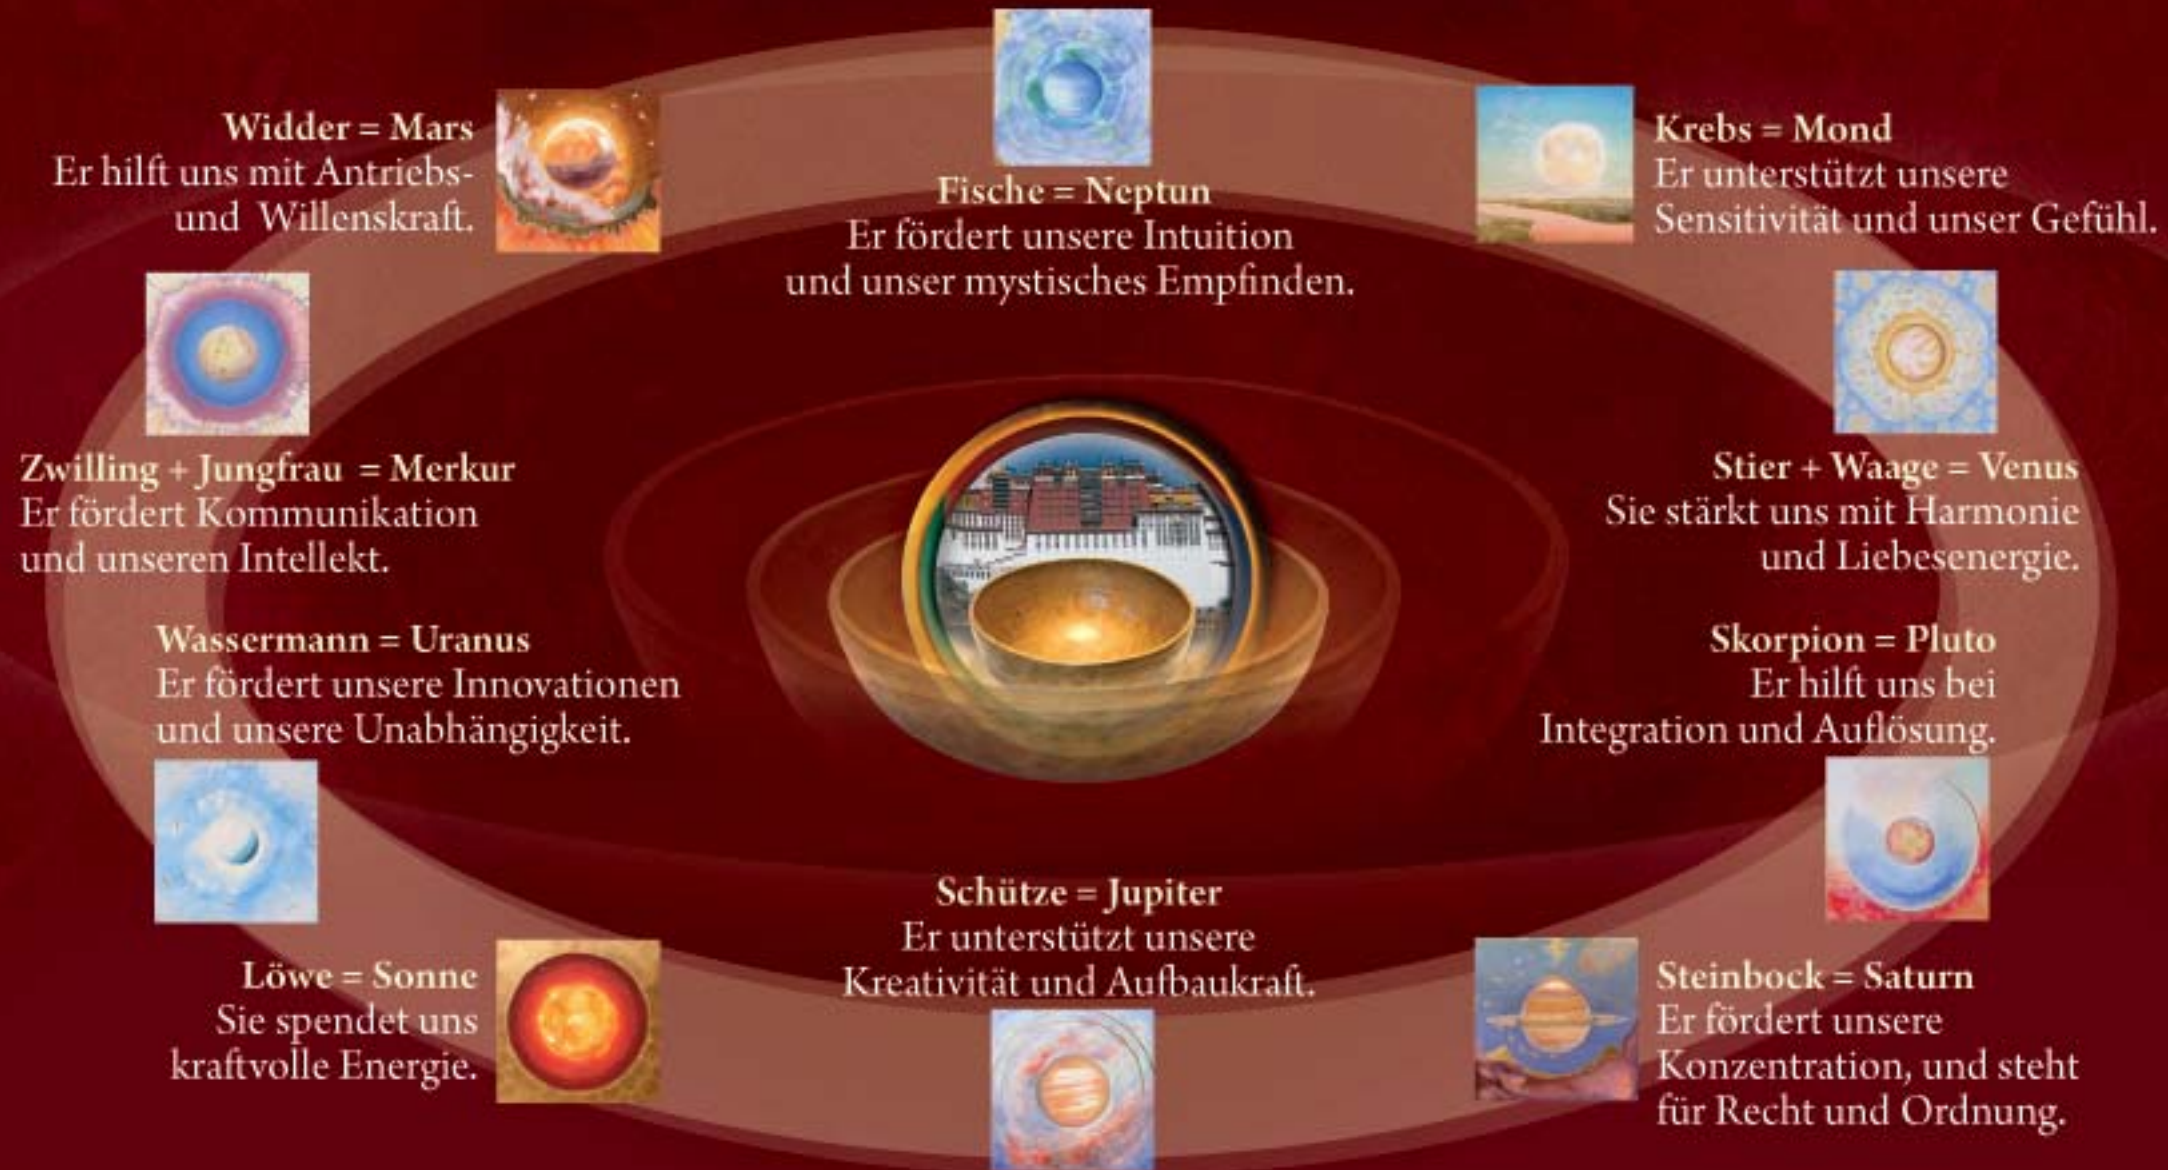 Widder = Mars
Er hilft uns mit Antriebs-
und Willenskraft.
Fische = Neptun
Er fördert unsere Intuition
und unser mystisches Empfinden.
Krebs = Mond
Er unterstützt unsere
Sensitivität und unser Gefühl.
Zwilling + Jungfrau = Merkur
Er fördert Kommunikation
und unseren Intellekt.
Stier + Waage = Venus
Sie stärkt uns mit Harmonie
und Liebesenergie.
Wassermann = Uranus
Er fördert unsere Innovationen
und unsere Unabhängigkeit.
Skorpion = Pluto
Er hilft uns bei
Integration und Auflösung.
Löwe = Sonne
Sie spendet uns
kraftvolle Energie.
Schütze = Jupiter
Er unterstützt unsere
Kreativität und Aufbaukraft.
Steinbock = Saturn
Er fördert unsere
Konzentration, und steht
für Recht und Ordnung.